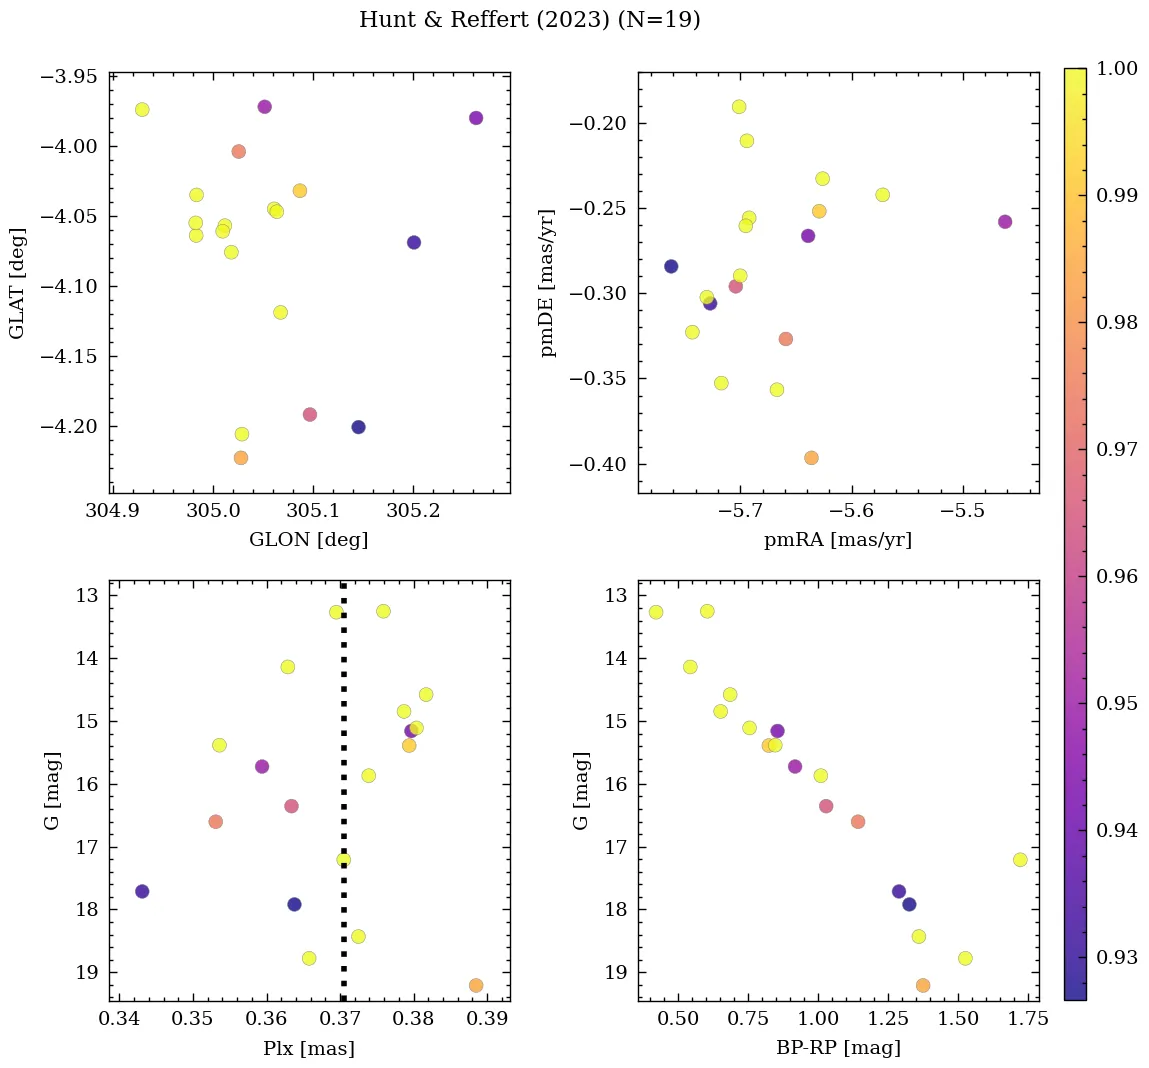 Hunt & Reffert (2023) (N=19)
−3.95
−4.00
−4.05
−4.10
−4.15
−4.20
GLAT [deg]
304.9 305.0 305.1 305.2
GLON [deg]
−0.20
−0.25
−0.30
−0.35
−0.40
pmDE [mas/yr]
−5.7 −5.6 −5.5
pmRA [mas/yr]
13
14
15
16
17
18
19
G [mag]
0.34 0.35 0.36 0.37 0.38 0.39
Plx [mas]
13
14
15
16
17
18
19
G [mag]
0.50 0.75 1.00 1.25 1.50 1.75
BP-RP [mag]
1.00
0.99
0.98
0.97
0.96
0.95
0.94
0.93